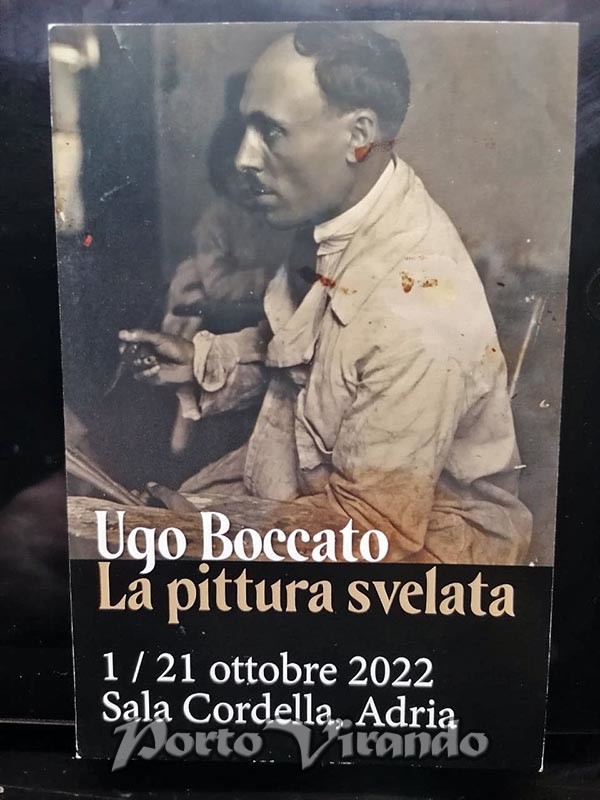 Ugo Boccato
La pittura svelata
1 / 21 ottobre 2022
Sala Cordella, Adria
Porto Virando